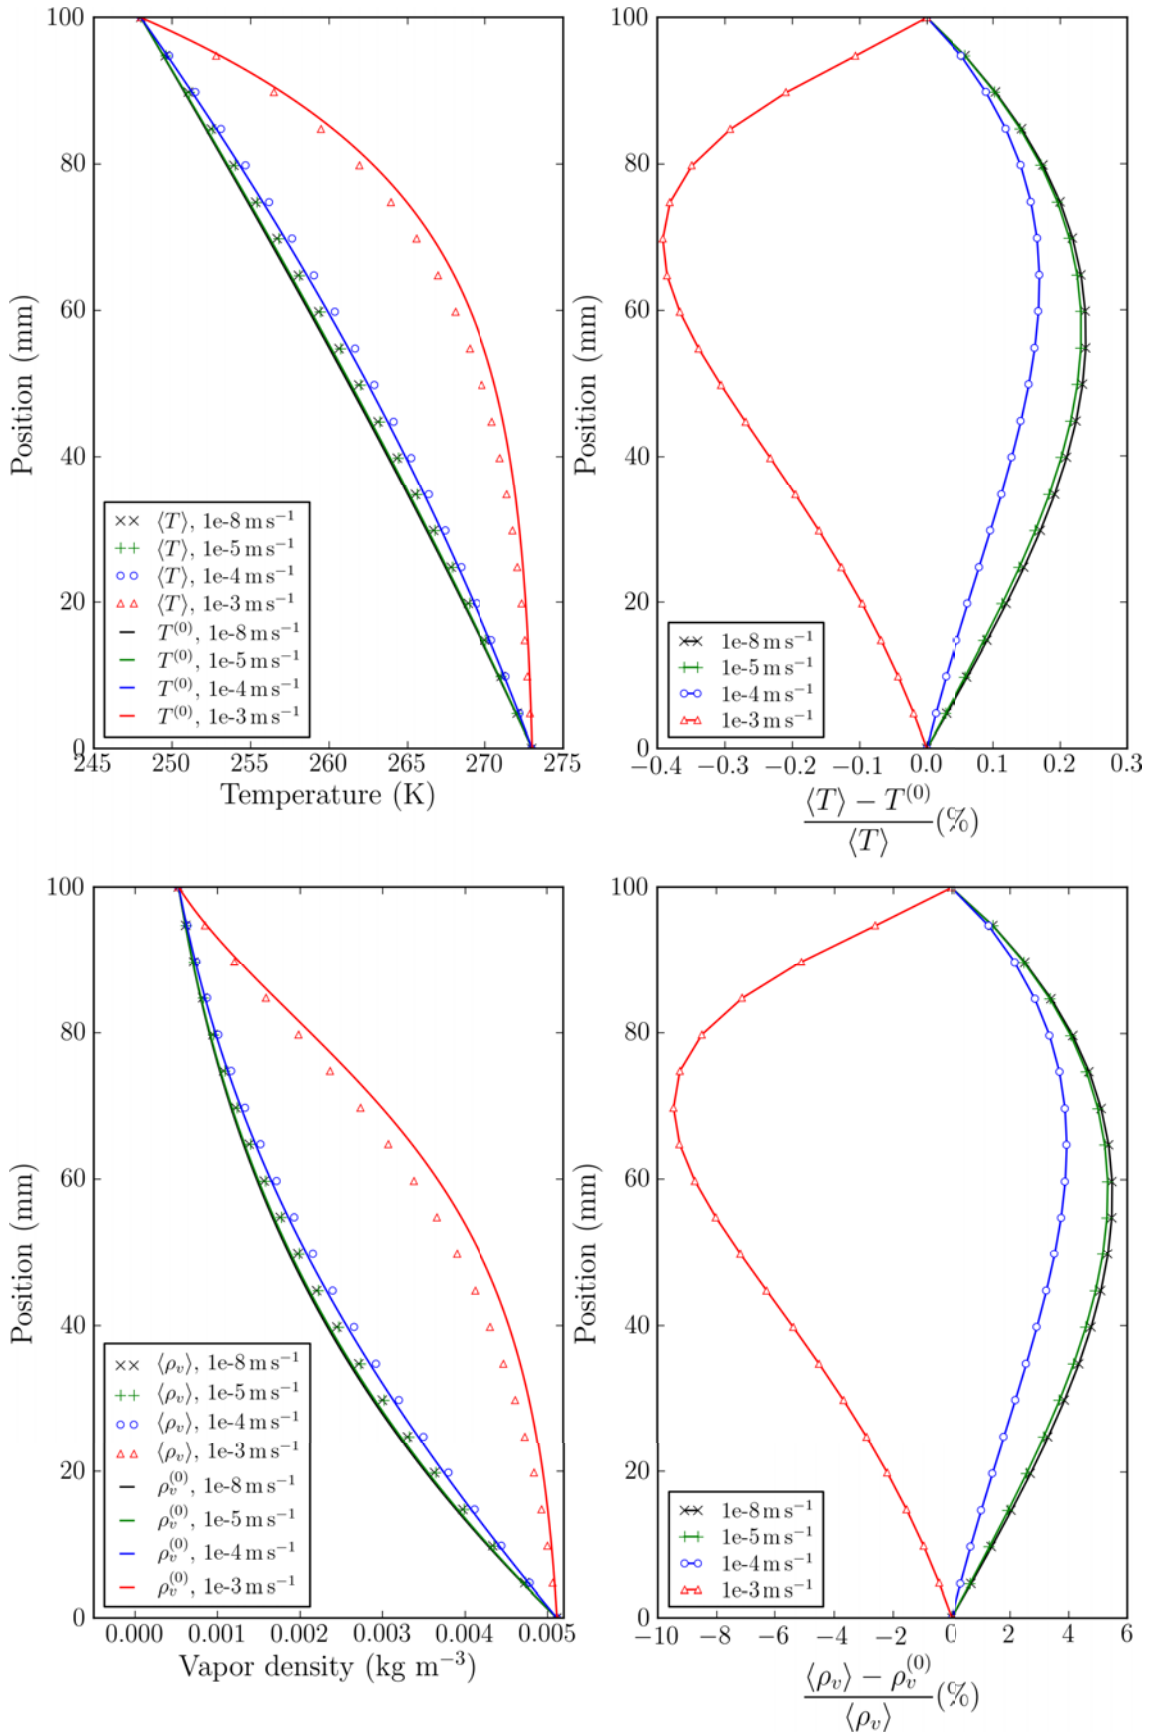 100
80
60
40
20
0
Position (mm)
⟨T⟩, 1e-8 m s⁻¹
⟨T⟩, 1e-5 m s⁻¹
⟨T⟩, 1e-4 m s⁻¹
⟨T⟩, 1e-3 m s⁻¹
T⁽⁰⁾, 1e-8 m s⁻¹
T⁽⁰⁾, 1e-5 m s⁻¹
T⁽⁰⁾, 1e-4 m s⁻¹
T⁽⁰⁾, 1e-3 m s⁻¹
245 250 255 260 265 270 275
Temperature (K)
100
80
60
40
20
0
Position (mm)
1e-8 m s⁻¹
1e-5 m s⁻¹
1e-4 m s⁻¹
1e-3 m s⁻¹
−0.4 −0.3 −0.2 −0.1 0.0 0.1 0.2 0.3
⟨T⟩ − T⁽⁰⁾
⟨T⟩ (%)
100
80
60
40
20
0
Position (mm)
⟨ρᵥ⟩, 1e-8 m s⁻¹
⟨ρᵥ⟩, 1e-5 m s⁻¹
⟨ρᵥ⟩, 1e-4 m s⁻¹
⟨ρᵥ⟩, 1e-3 m s⁻¹
ρᵥ⁽⁰⁾, 1e-8 m s⁻¹
ρᵥ⁽⁰⁾, 1e-5 m s⁻¹
ρᵥ⁽⁰⁾, 1e-4 m s⁻¹
ρᵥ⁽⁰⁾, 1e-3 m s⁻¹
0.000 0.001 0.002 0.003 0.004 0.005
Vapor density (kg m⁻³)
100
80
60
40
20
0
Position (mm)
1e-8 m s⁻¹
1e-5 m s⁻¹
1e-4 m s⁻¹
1e-3 m s⁻¹
−10 −8 −6 −4 −2 0 2 4 6
⟨ρᵥ⟩ − ρᵥ⁽⁰⁾
⟨ρᵥ⟩ (%)